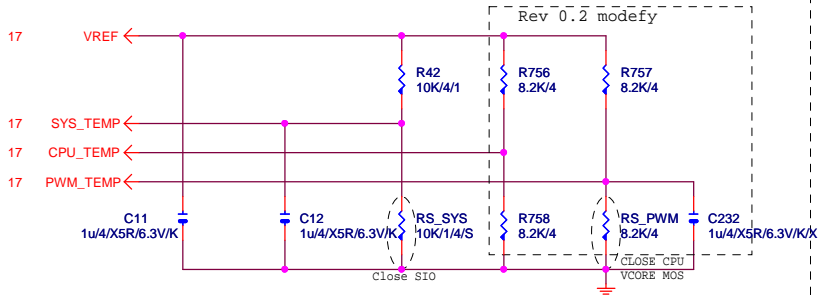 Rev 0.2 modefy
17 VREF
R42
10K/4/1
R756
8.2K/4
R757
8.2K/4
17 SYS_TEMP
17 CPU_TEMP
17 PWM_TEMP
C11
1u/4/X5R/6.3V/K
C12
1u/4/X5R/6.3V/K
RS_SYS
10K/1/4/S
R758
8.2K/4
RS_PWM
8.2K/4
C232
1u/4/X5R/6.3V/K/X
Close SIO
CLOSE CPU
VCORE MOS